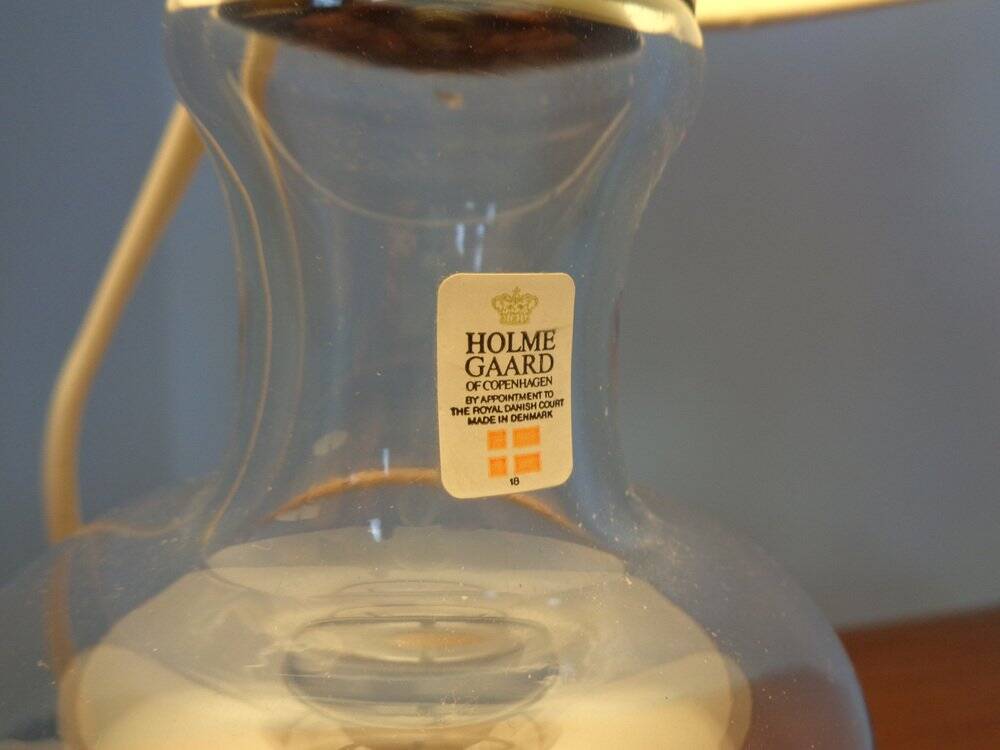 HOLME
GAARD
OF COPENHAGEN
BY APPOINTMENT TO
THE ROYAL DANISH COURT
MADE IN DENMARK
18